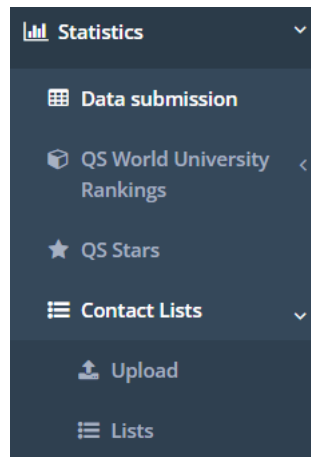 Statistics
Data submission
QS World University
Rankings
QS Stars
Contact Lists
Upload
Lists